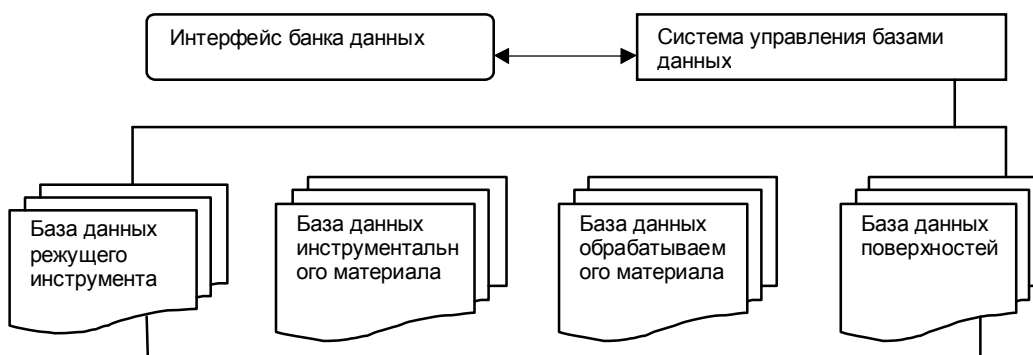 Интерфейс банка данных
Система управления базами
данных
База данных
режущего
инструмента
База данных
инструментальн
ого материала
База данных
обрабатываем
ого материала
База данных
поверхностей